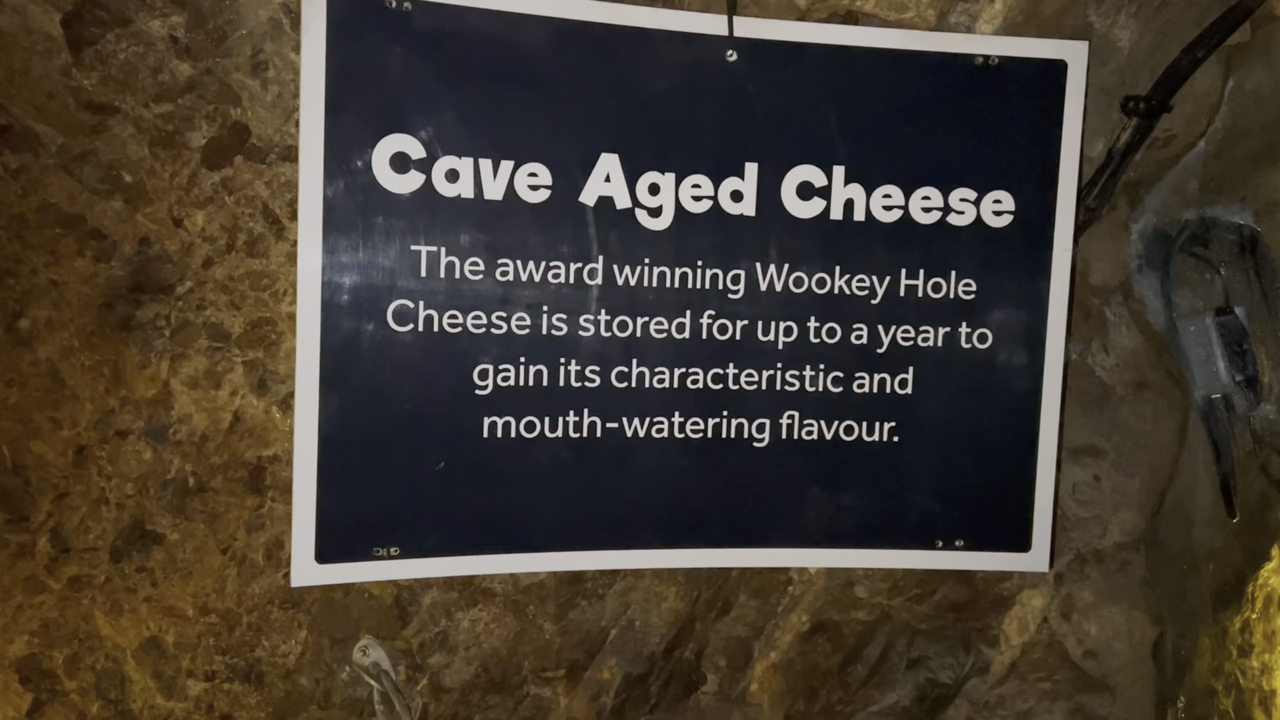 Cave Aged Cheese
The award winning Wookey Hole
Cheese is stored for up to a year to
gain its characteristic and
mouth-watering flavour.